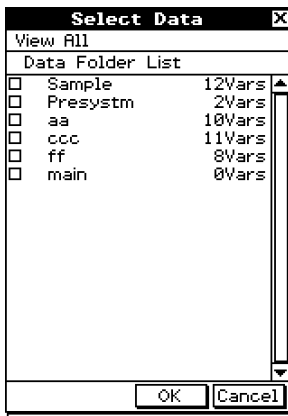 Select Data
View All
Data Folder List
Sample 12Vars
Presystm 2Vars
aa 10Vars
ccc 11Vars
ff 8Vars
main 0Vars
OK Cancel